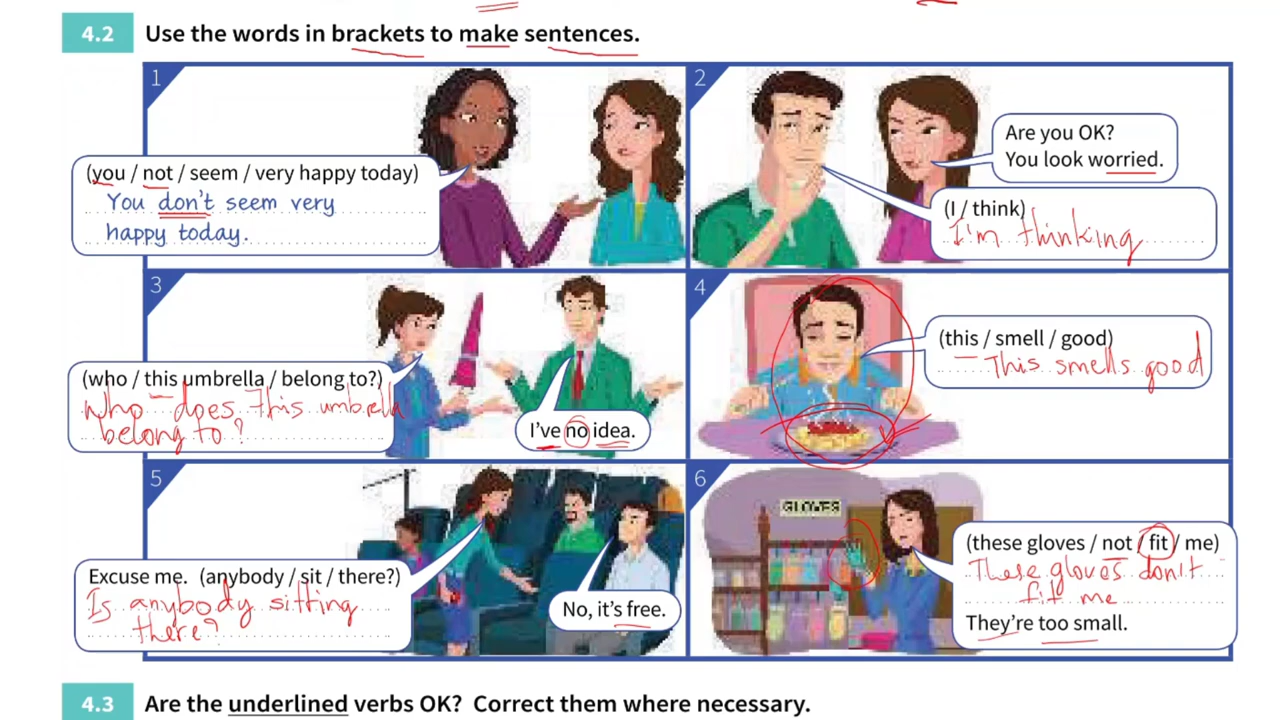 4.2 Use the words in brackets to make sentences.
1
(you / not / seem / very happy today)
You don't seem very
happy today.
2
Are you OK?
You look worried.
(I / think)
I'm thinking
3
(who / this umbrella / belong to?)
Who does This umbrella
belong to?
I've no idea.
4
(this / smell / good)
This smells good
5
Excuse me. (anybody / sit / there?)
Is anybody sitting
there?
No, it's free.
6
GLOVES
(these gloves / not / fit / me)
These gloves don't
fit me
They're too small.
4.3 Are the underlined verbs OK? Correct them where necessary.